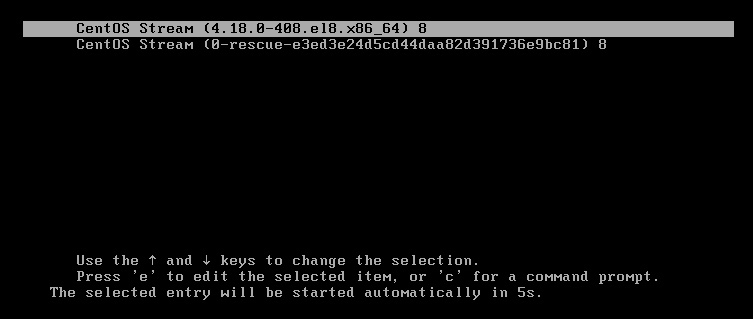 CentOS Stream (4.18.0-408.el8.x86_64) 8
CentOS Stream (0-rescue-e3ed3e24d5cd44daa82d391736e9bc81) 8
Use the ↑ and ↓ keys to change the selection.
Press 'e' to edit the selected item, or 'c' for a command prompt.
The selected entry will be started automatically in 5s.